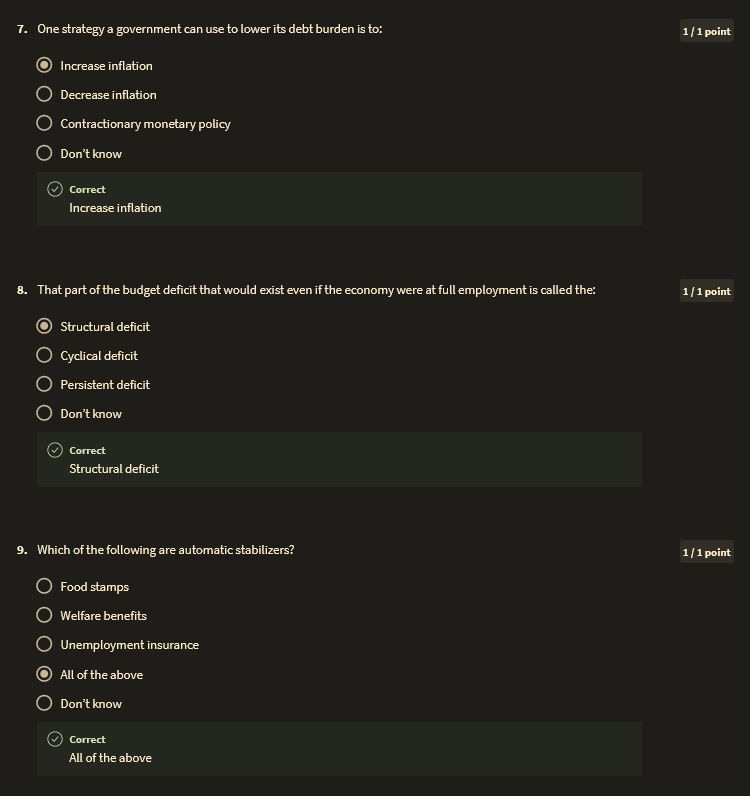 7. One strategy a government can use to lower its debt burden is to:
1 / 1 point
Increase inflation
Decrease inflation
Contractionary monetary policy
Don't know
Correct
Increase inflation
8. That part of the budget deficit that would exist even if the economy were at full employment is called the:
1 / 1 point
Structural deficit
Cyclical deficit
Persistent deficit
Don't know
Correct
Structural deficit
9. Which of the following are automatic stabilizers?
1 / 1 point
Food stamps
Welfare benefits
Unemployment insurance
All of the above
Don't know
Correct
All of the above